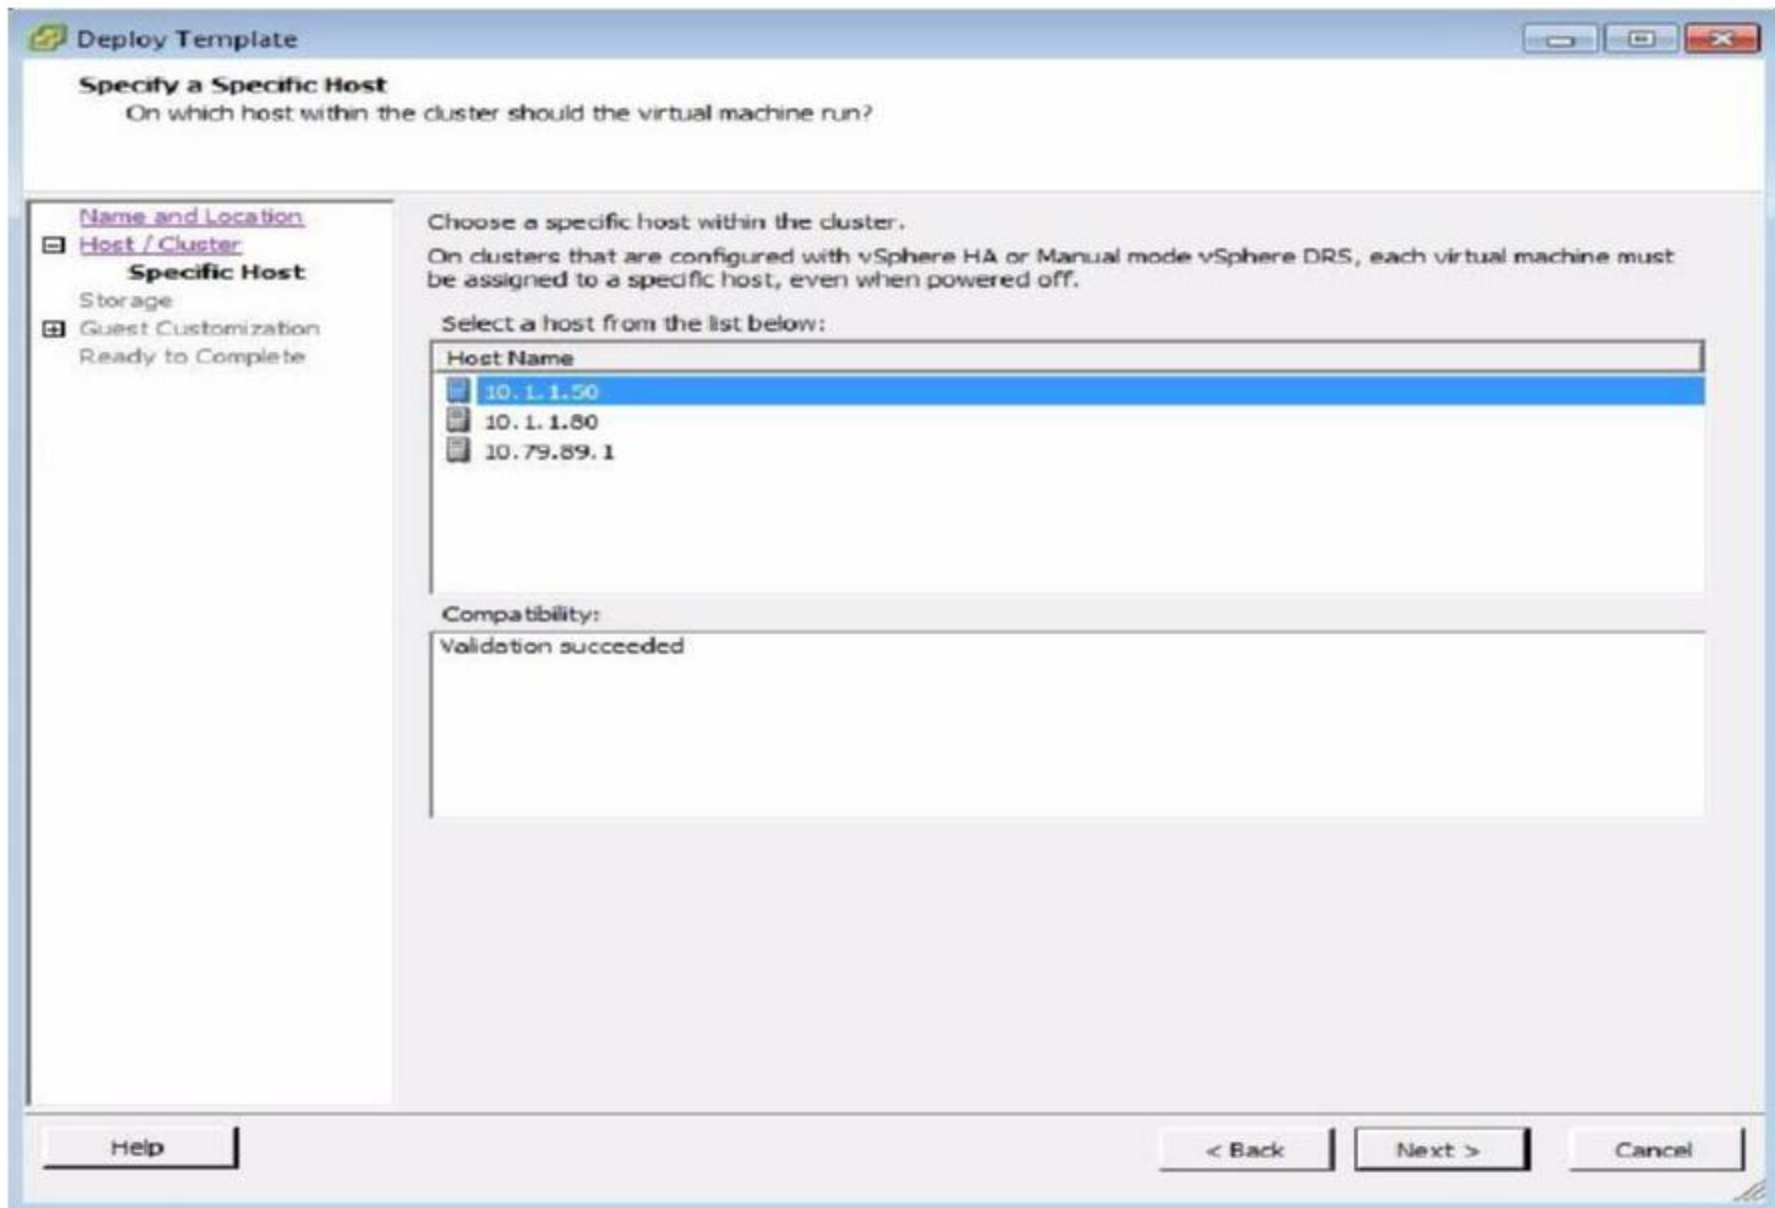 Deploy Template
Specify a Specific Host
On which host within the cluster should the virtual machine run?
Name and Location
Host / Cluster
Specific Host
Storage
Guest Customization
Ready to Complete
Choose a specific host within the cluster.
On clusters that are configured with vSphere HA or Manual mode vSphere DRS, each virtual machine must
be assigned to a specific host, even when powered off.
Select a host from the list below:
Host Name
10.1.1.50
10.1.1.80
10.79.89.1
Compatibility:
Validation succeeded
Help
< Back
Next >
Cancel